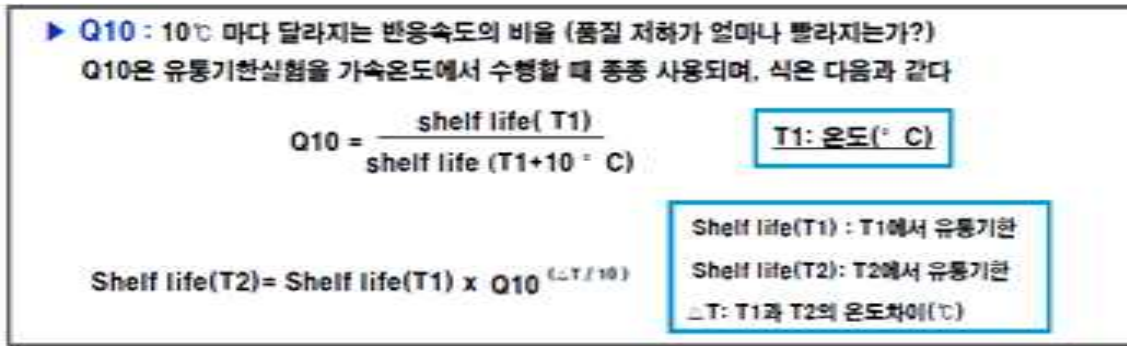 ▶ Q10 : 10℃ 마다 달라지는 반응속도의 비율 (품질 저하가 얼마나 빨라지는가?)
Q10은 유통기한실험을 가속온도에서 수행할 때 종종 사용되며, 식은 다음과 같다
Q10 = shelf life( T1) / shelf life (T1+10 ° C)
T1: 온도(° C)
Shelf life(T2)= Shelf life(T1) x Q10 (△T/10)
Shelf life(T1) : T1에서 유통기한
Shelf life(T2): T2에서 유통기한
△T: T1과 T2의 온도차이(℃)